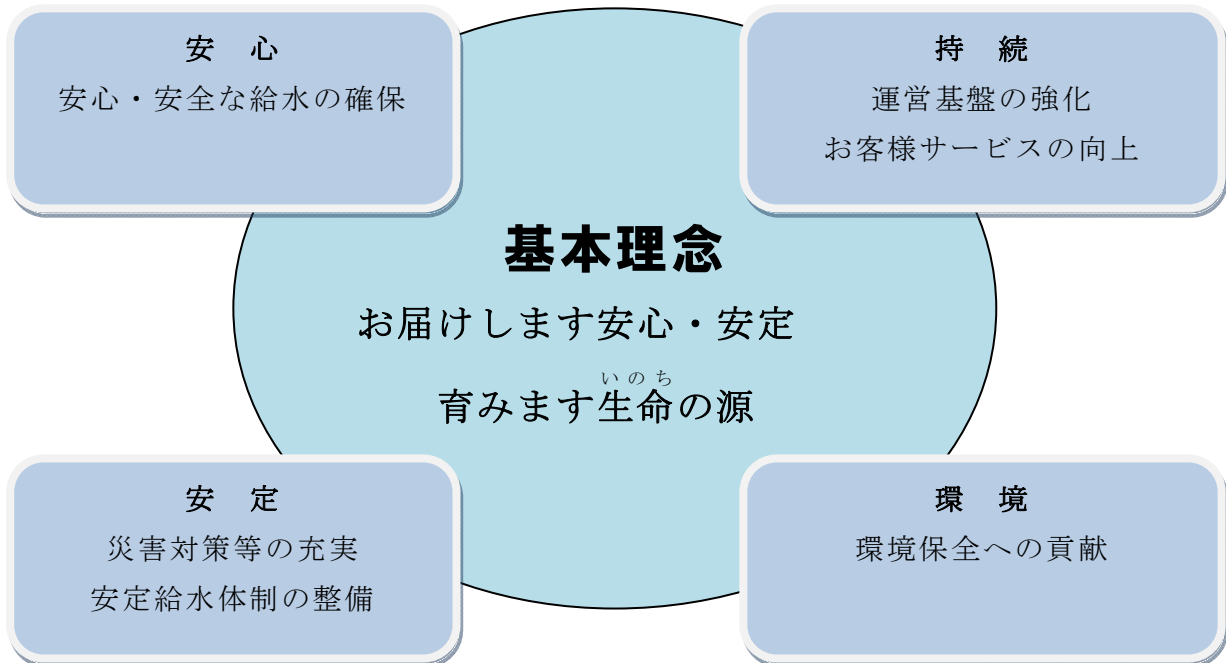 安　心
安心・安全な給水の確保
持　続
運営基盤の強化
お客様サービスの向上
基本理念
お届けします安心・安定
いのち
育みます生命の源
安　定
災害対策等の充実
安定給水体制の整備
環　境
環境保全への貢献